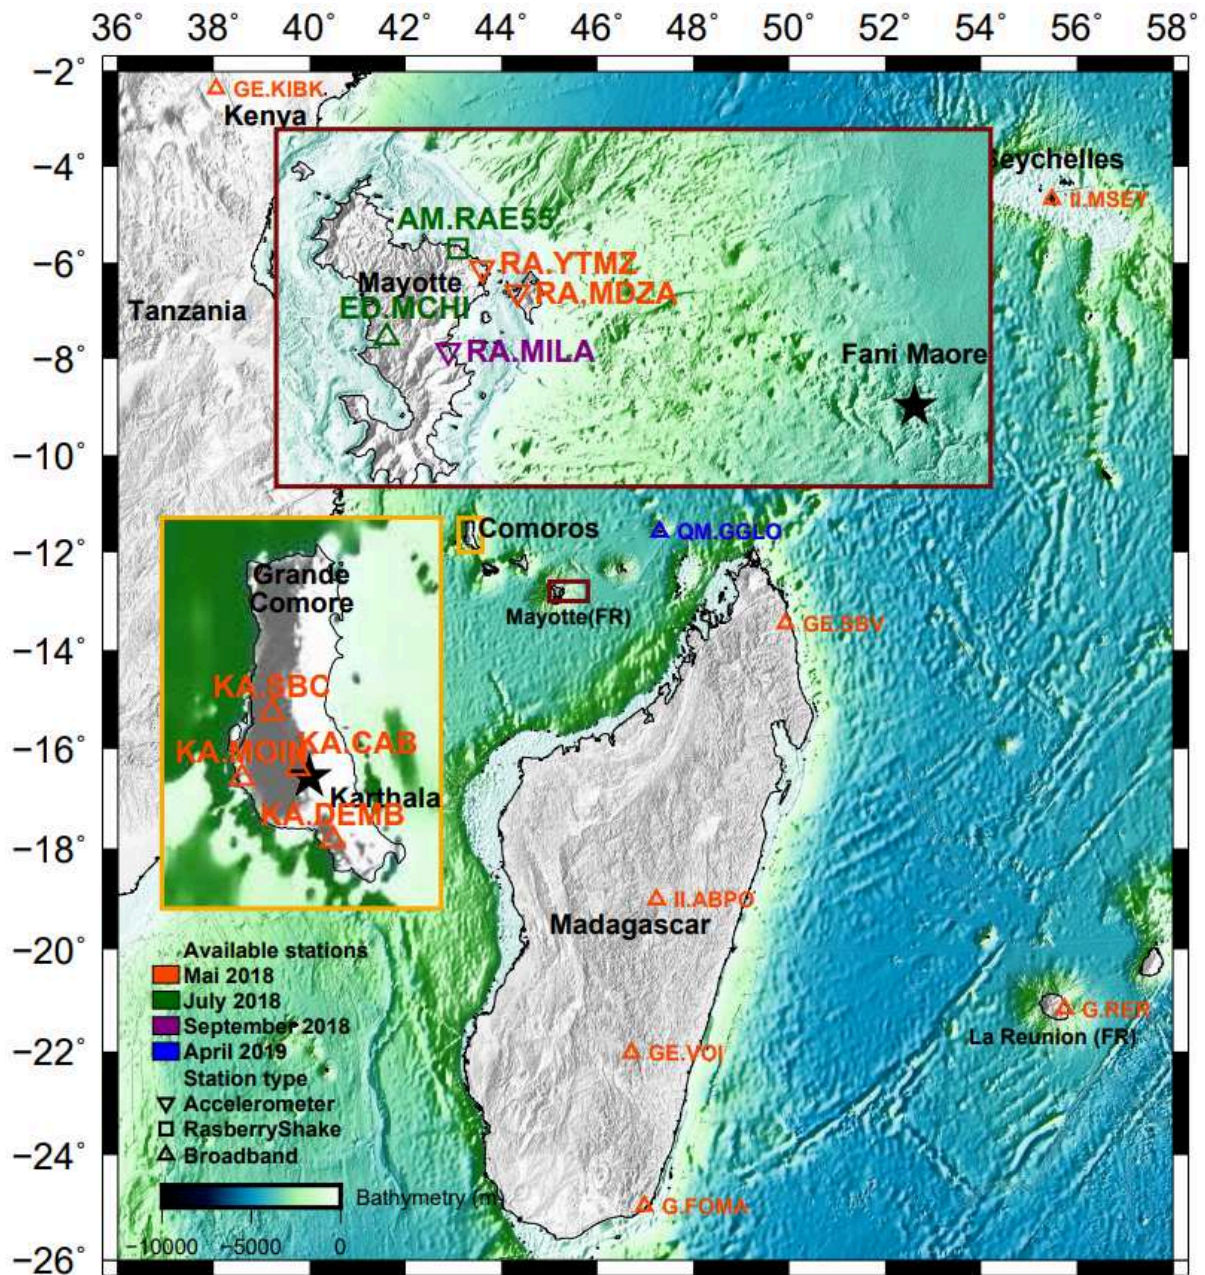 36° 38° 40° 42° 44° 46° 48° 50° 52° 54° 56° 58°
−2°
GE.KIBK
Kenya
−4°
Seychelles
II.MSEY
AM.RAE55
−6°
RA.YTMZ
Mayotte
RA.MDZA
Tanzania
ED.MCHI
−8°
RA.MILA
Fani Maore
−10°
Comoros
QM.GGLO
−12°
Grande
Comore
Mayotte(FR)
GE.SBV
−14°
KA.SBC
−16°
KA.MOIN
KA.CAB
Karthala
KA.DEMB
−18°
II.ABPO
Madagascar
−20°
Available stations
Mai 2018
July 2018
September 2018
April 2019
G.RER
La Reunion (FR)
−22°
GE.VOI
Station type
Accelerometer
RasberryShake
Broadband
−24°
Bathymetry (m)
G.FOMA
−10000 −5000 0
−26°